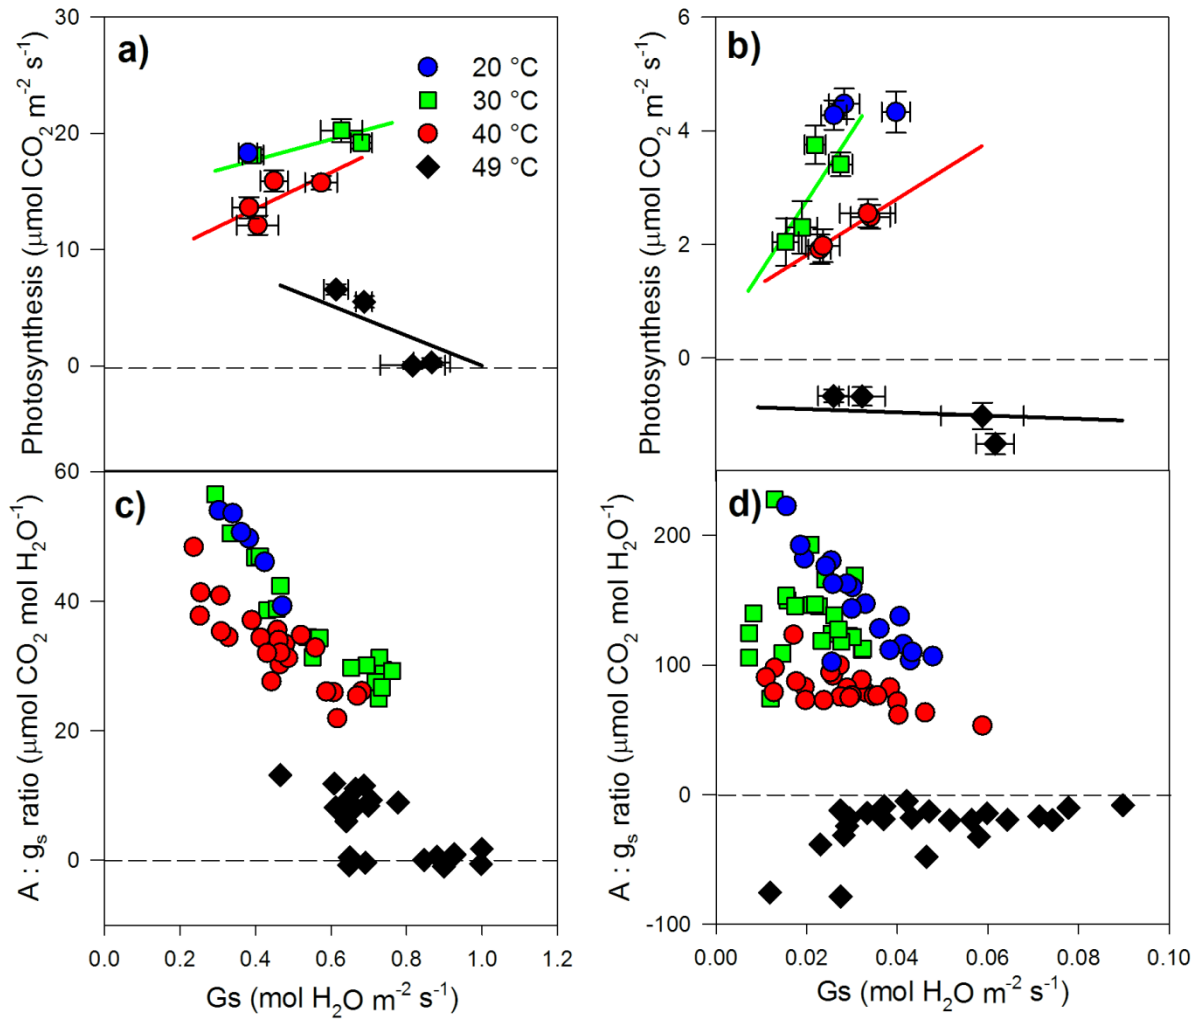 a)
20 °C
30 °C
40 °C
49 °C
30
20
10
0
Photosynthesis (μmol CO₂ m⁻² s⁻¹)
b)
6
4
2
0
Photosynthesis (μmol CO₂ m⁻² s⁻¹)
c)
60
40
20
0
A : gₛ ratio (μmol CO₂ mol H₂O⁻¹)
0.0 0.2 0.4 0.6 0.8 1.0 1.2
Gs (mol H₂O m⁻² s⁻¹)
d)
200
100
0
-100
A : gₛ ratio (μmol CO₂ mol H₂O⁻¹)
0.00 0.02 0.04 0.06 0.08 0.10
Gs (mol H₂O m⁻² s⁻¹)